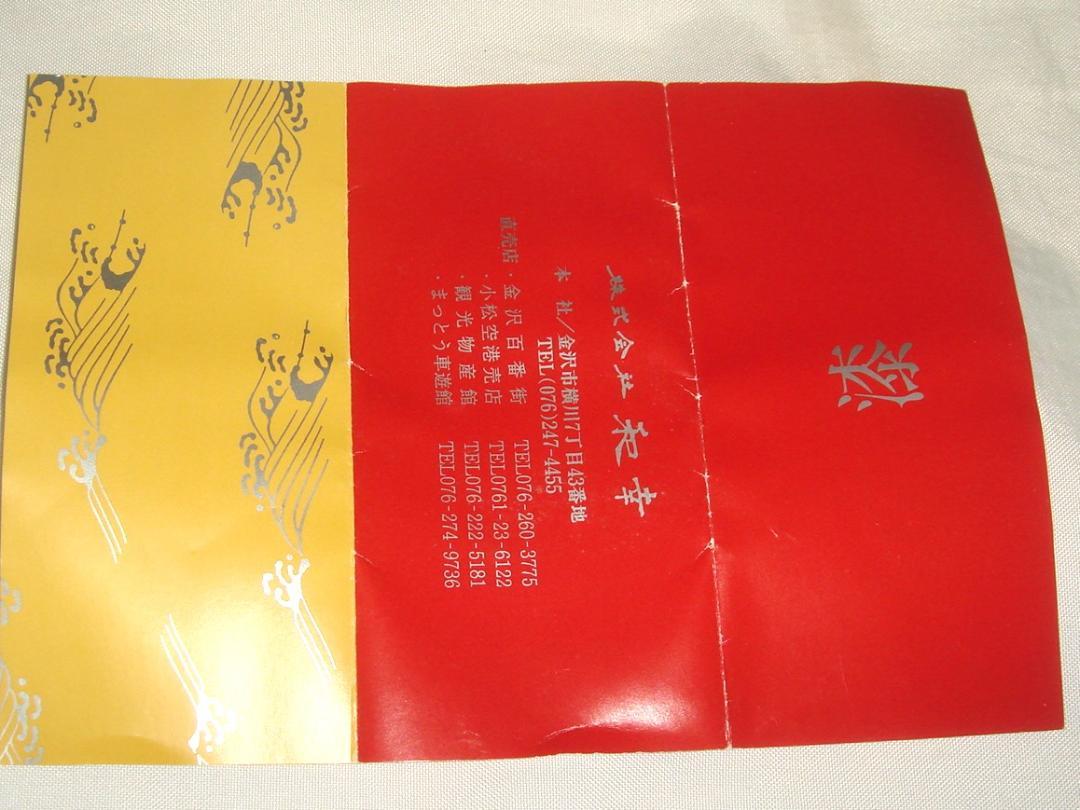 漆
株式会社 和幸
本 社/金沢市横川7丁目43番地
TEL(076)247-4455
直売店・金沢百番街 TEL076-260-3775
・小松空港売店 TEL0761-23-6122
・観光物産館 TEL076-222-5181
・まっとう車遊館 TEL076-274-9736